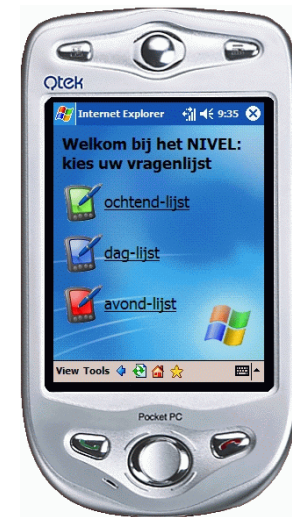 Qtek
Internet Explorer 9:35
Welkom bij het NIVEL:
kies uw vragenlijst
ochtend-lijst
dag-lijst
avond-lijst
View Tools
Pocket PC